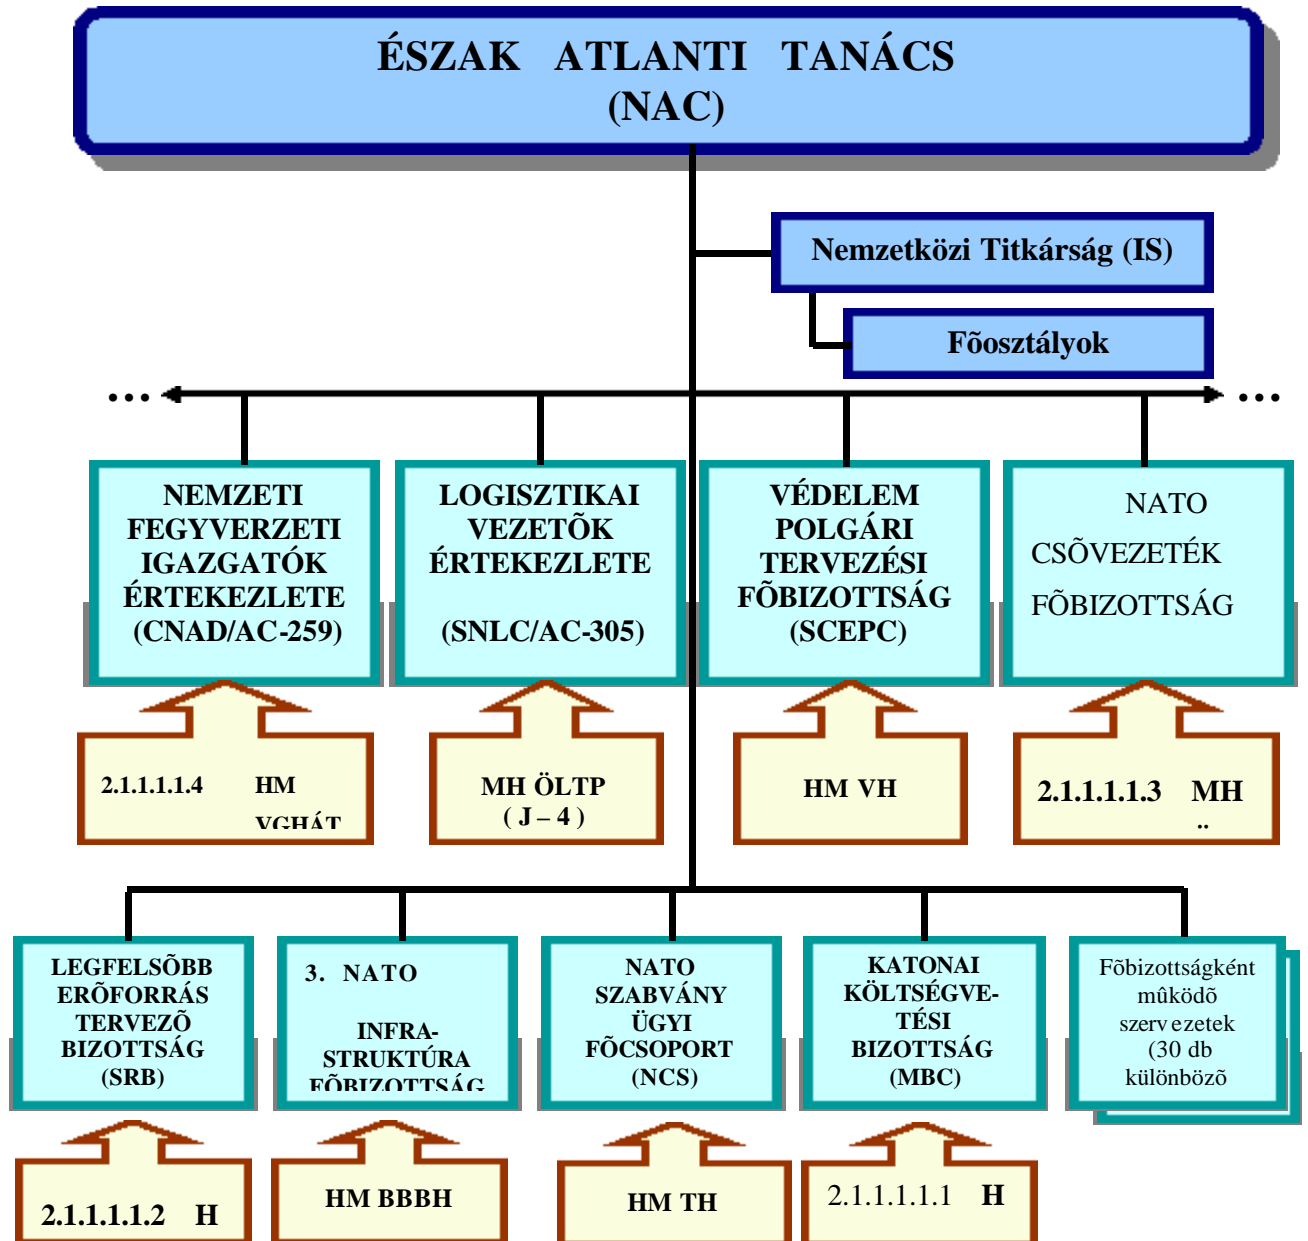 ÉSZAK ATLANTI TANÁCS
(NAC)
Nemzetközi Titkárság (IS)
Fõosztályok
... ...
NEMZETI
FEGYVERZETI
IGAZGATÓK
ÉRTEKEZLETE
(CNAD/AC-259)
LOGISZTIKAI
VEZETÕK
ÉRTEKEZLETE
(SNLC/AC-305)
VÉDELEM
POLGÁRI
TERVEZÉSI
FÕBIZOTTSÁG
(SCEPC)
NATO
CSÕVEZETÉK
FÕBIZOTTSÁG
2.1.1.1.1.4 HM
VGHÁT
MH ÖLTP
( J – 4 )
HM VH
2.1.1.1.1.3 MH
LEGFELSÕBB
ERÕFORRÁS
TERVEZÕ
BIZOTTSÁG
(SRB)
3. NATO
INFRA-
STRUKTÚRA
FÕBIZOTTSÁG
NATO
SZABVÁNY
ÜGYI
FÕCSOPORT
(NCS)
KATONAI
KÖLTSÉGVE-
TÉSI
BIZOTTSÁG
(MBC)
Fõbizottságként
mûködõ
szervezetek
(30 db
különbözõ
2.1.1.1.1.2 H
HM BBBH
HM TH
2.1.1.1.1.1 H